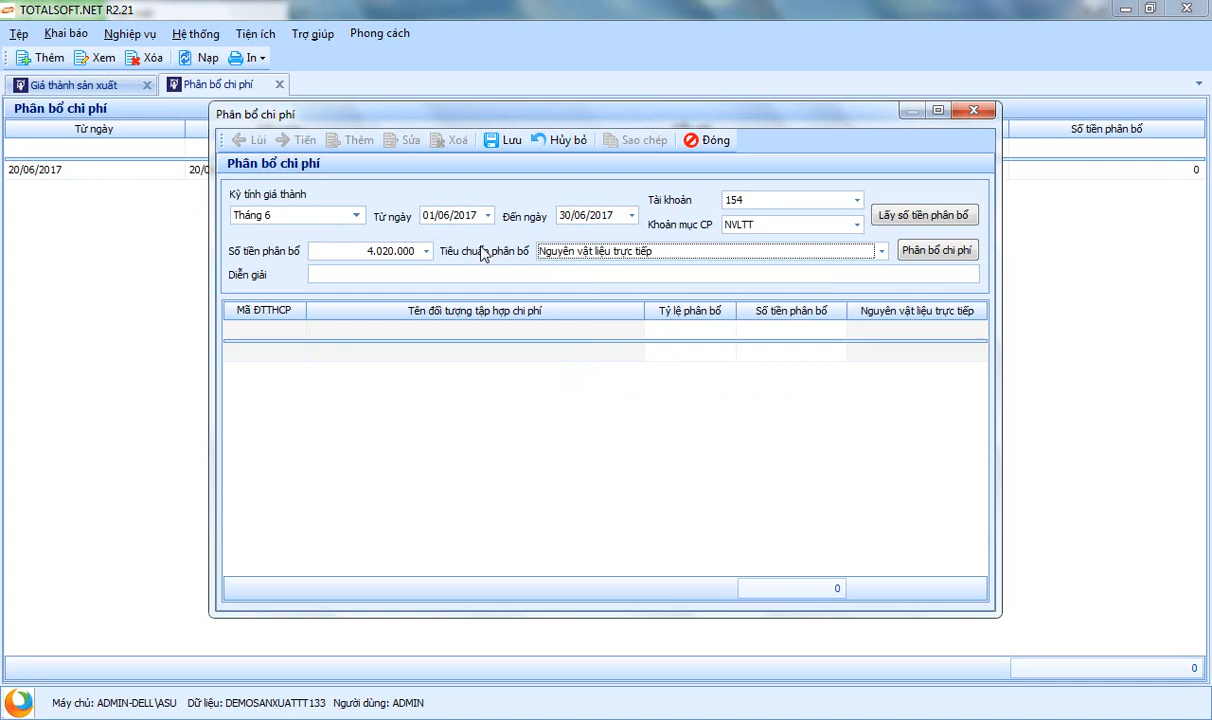 TOTALSOFT.NET R2.21
Tệp Khai báo Nghiệp vụ Hệ thống Tiện ích Trợ giúp Phong cách
Thêm Xem Xóa Nạp In
Giá thành sản xuất Phân bổ chi phí
Phân bổ chi phí
Từ ngày Số tiền phân bổ
20/06/2017 20/0 0
Phân bổ chi phí
Lùi Tiến Thêm Sửa Xoá Lưu Hủy bỏ Sao chép Đóng
Phân bổ chi phí
Kỳ tính giá thành
Tháng 6 Từ ngày 01/06/2017 Đến ngày 30/06/2017
Tài khoản 154
Khoản mục CP NVLTT
Lấy số tiền phân bổ
Số tiền phân bổ 4.020.000 Tiêu chuẩn phân bổ Nguyên vật liệu trực tiếp Phân bổ chi phí
Diễn giải
Mã ĐTTHCP Tên đối tượng tập hợp chi phí Tỷ lệ phân bổ Số tiền phân bổ Nguyên vật liệu trực tiếp
0
0
Máy chủ: ADMIN-DELL\ASU Dữ liệu: DEMOSANXUATTT133 Người dùng: ADMIN